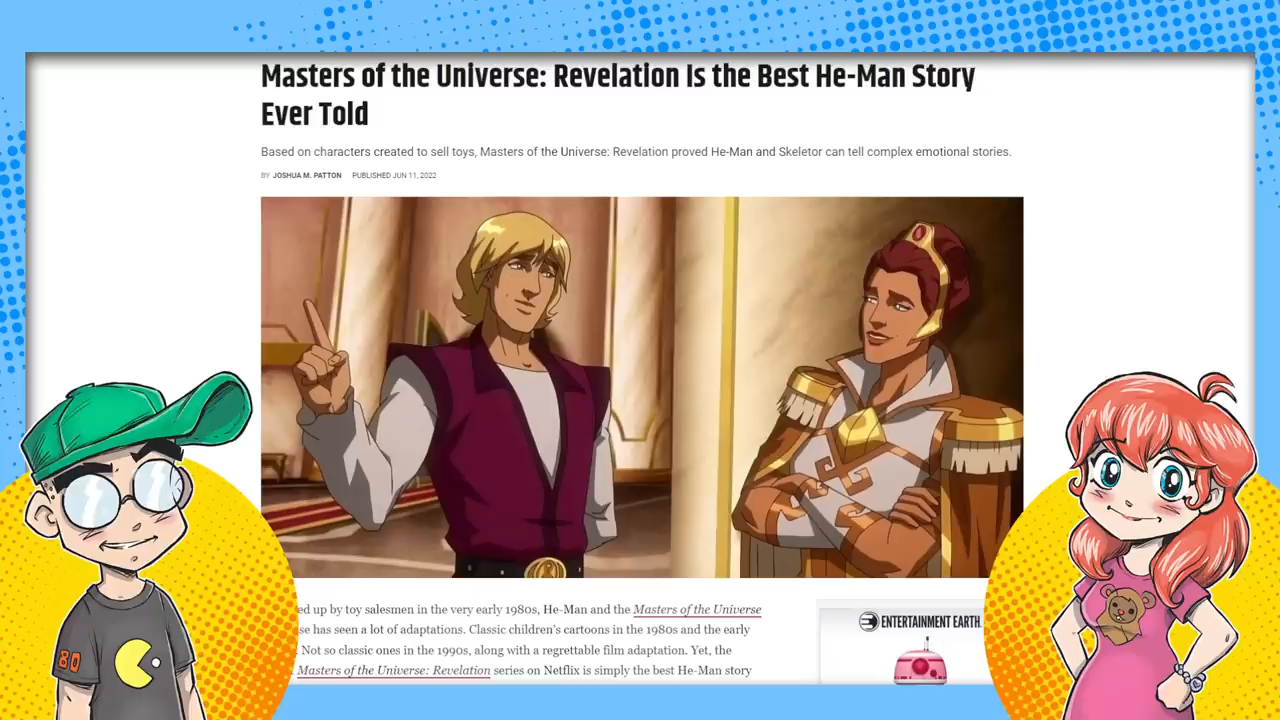 Masters of the Universe: Revelation Is the Best He-Man Story
Ever Told
Based on characters created to sell toys, Masters of the Universe: Revelation proved He-Man and Skeletor can tell complex emotional stories.
BY JOSHUA M. PATTON PUBLISHED JUN 11, 2022
ed up by toy salesmen in the very early 1980s, He-Man and the Masters of the Universe
se has seen a lot of adaptations. Classic children's cartoons in the 1980s and the early
. Not so classic ones in the 1990s, along with a regrettable film adaptation. Yet, the
Masters of the Universe: Revelation series on Netflix is simply the best He-Man story
ENTERTAINMENT EARTH
80